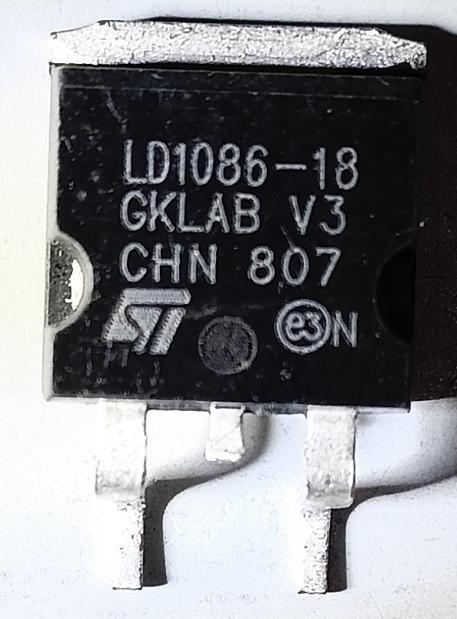 LD1086-18
GKLAB V3
CHN 807
ST e3 N